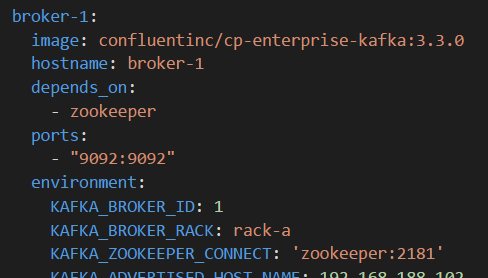 broker-1:
  image: confluentinc/cp-enterprise-kafka:3.3.0
  hostname: broker-1
  depends_on:
    - zookeeper
  ports:
    - "9092:9092"
  environment:
    KAFKA_BROKER_ID: 1
    KAFKA_BROKER_RACK: rack-a
    KAFKA_ZOOKEEPER_CONNECT: 'zookeeper:2181'
    KAFKA_ADVERTISED_HOST_NAME: 192.168.188.102